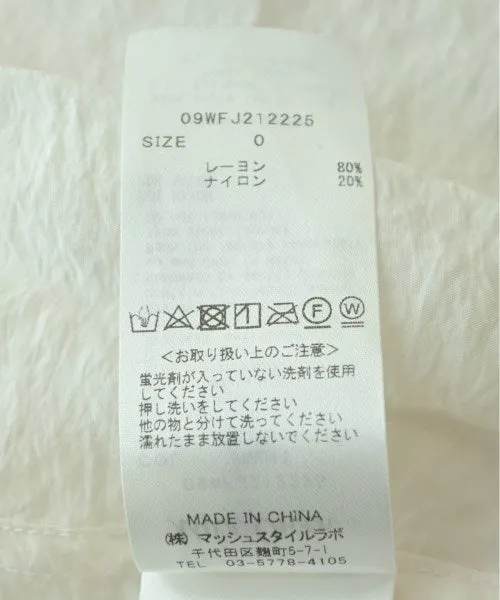 09WFJ212225
SIZE 0
レーヨン 80%
ナイロン 20%
F W
<お取り扱い上のご注意>
蛍光剤が入っていない洗剤を使用
してください
押し洗いをしてください
他の物と分けて洗ってください
濡れたまま放置しないでください
MADE IN CHINA
(株) マッシュスタイルラボ
千代田区麹町5-7-1
TEL 03-5778-4105